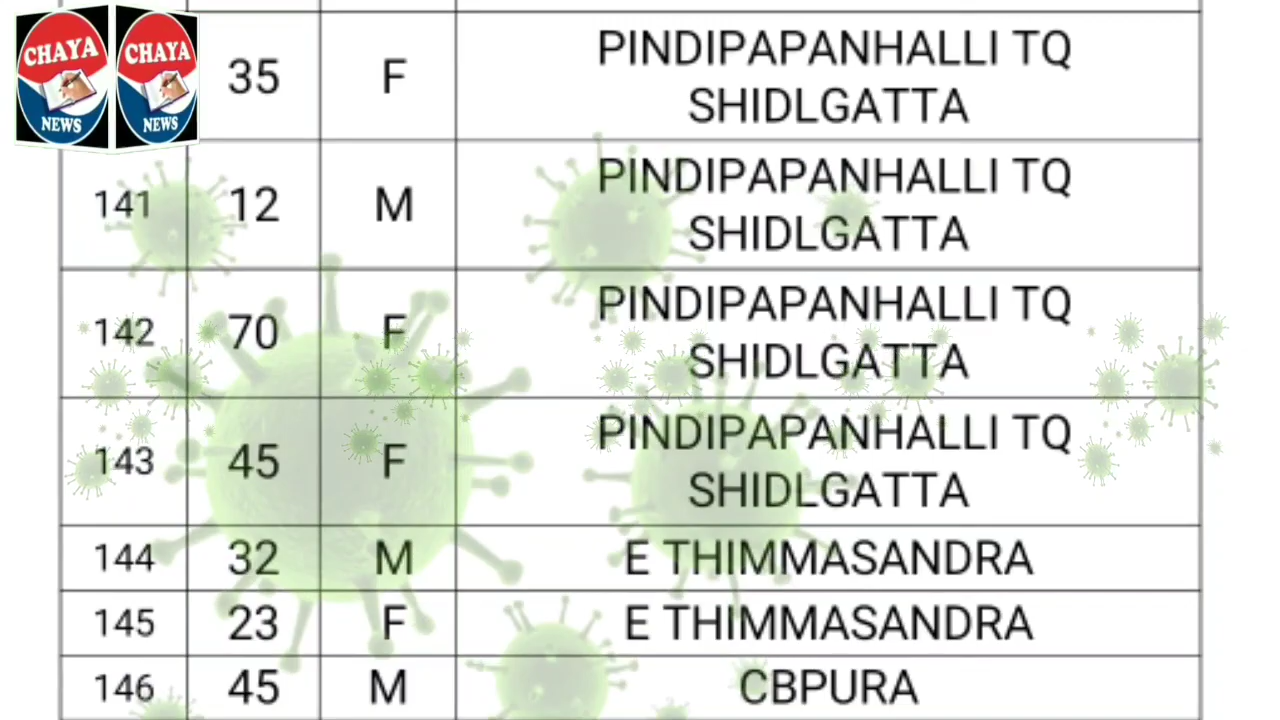 CHAYA CHAYA
NEWS NEWS
35 F PINDIPAPANHALLI TQ
SHIDLGATTA
141 12 M PINDIPAPANHALLI TQ
SHIDLGATTA
142 70 F PINDIPAPANHALLI TQ
SHIDLGATTA
143 45 F PINDIPAPANHALLI TQ
SHIDLGATTA
144 32 M E THIMMASANDRA
145 23 F E THIMMASANDRA
146 45 M CBPURA